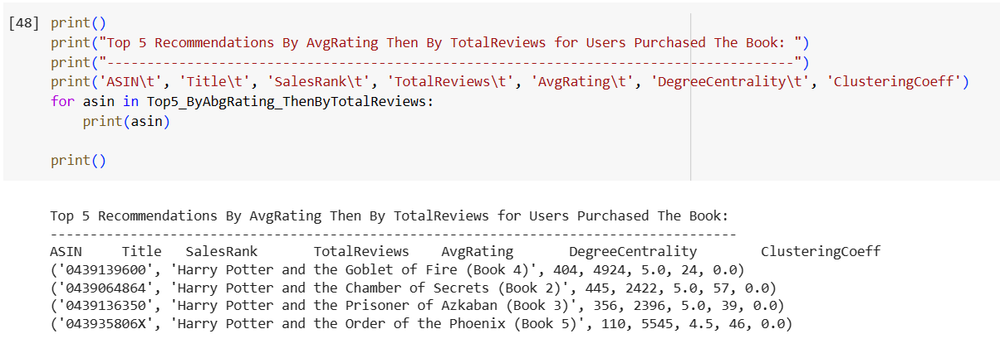 [48] print()
print("Top 5 Recommendations By AvgRating Then By TotalReviews for Users Purchased The Book: ")
print("--------------------------------------------------------------------------------------")
print('ASIN\t', 'Title\t', 'SalesRank\t', 'TotalReviews\t', 'AvgRating\t', 'DegreeCentrality\t', 'ClusteringCoeff')
for asin in Top5_ByAbgRating_ThenByTotalReviews:
    print(asin)
print()
Top 5 Recommendations By AvgRating Then By TotalReviews for Users Purchased The Book:
--------------------------------------------------------------------------------------
ASIN	 Title	 SalesRank	 TotalReviews	 AvgRating	 DegreeCentrality	 ClusteringCoeff
('0439139600', 'Harry Potter and the Goblet of Fire (Book 4)', 404, 4924, 5.0, 24, 0.0)
('0439064864', 'Harry Potter and the Chamber of Secrets (Book 2)', 445, 2422, 5.0, 57, 0.0)
('0439136350', 'Harry Potter and the Prisoner of Azkaban (Book 3)', 356, 2396, 5.0, 39, 0.0)
('043935806X', 'Harry Potter and the Order of the Phoenix (Book 5)', 110, 5545, 4.5, 46, 0.0)